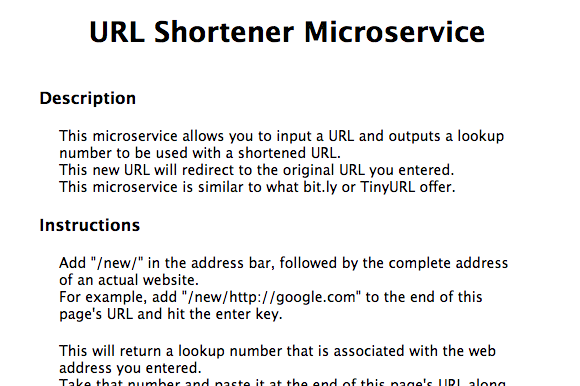 URL Shortener Microservice
Description
This microservice allows you to input a URL and outputs a lookup
number to be used with a shortened URL.
This new URL will redirect to the original URL you entered.
This microservice is similar to what bit.ly or TinyURL offer.
Instructions
Add "/new/" in the address bar, followed by the complete address
of an actual website.
For example, add "/new/http://google.com" to the end of this
page's URL and hit the enter key.
This will return a lookup number that is associated with the web
address you entered.
Take that number and paste it at the end of this page's URL along